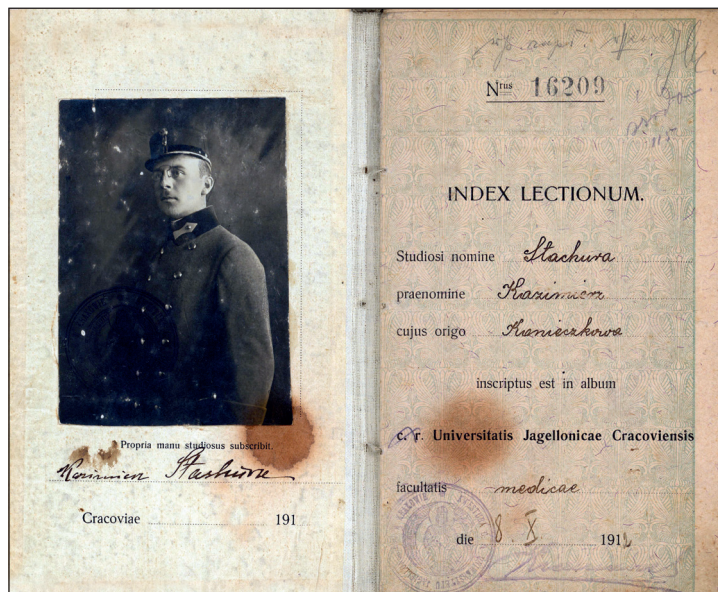 Propria manu studiosus subscribit.
Kazimierz Stachura
Cracoviae 191
Nrus 16209
INDEX LECTIONUM.
Studiosi nomine Stachura
praenomine Kazimierz
cujus origo Konieczkowa
inscriptus est in album
c. r. Universitatis Jagellonicae Cracoviensis
facultatis medicae
die 8. X 191